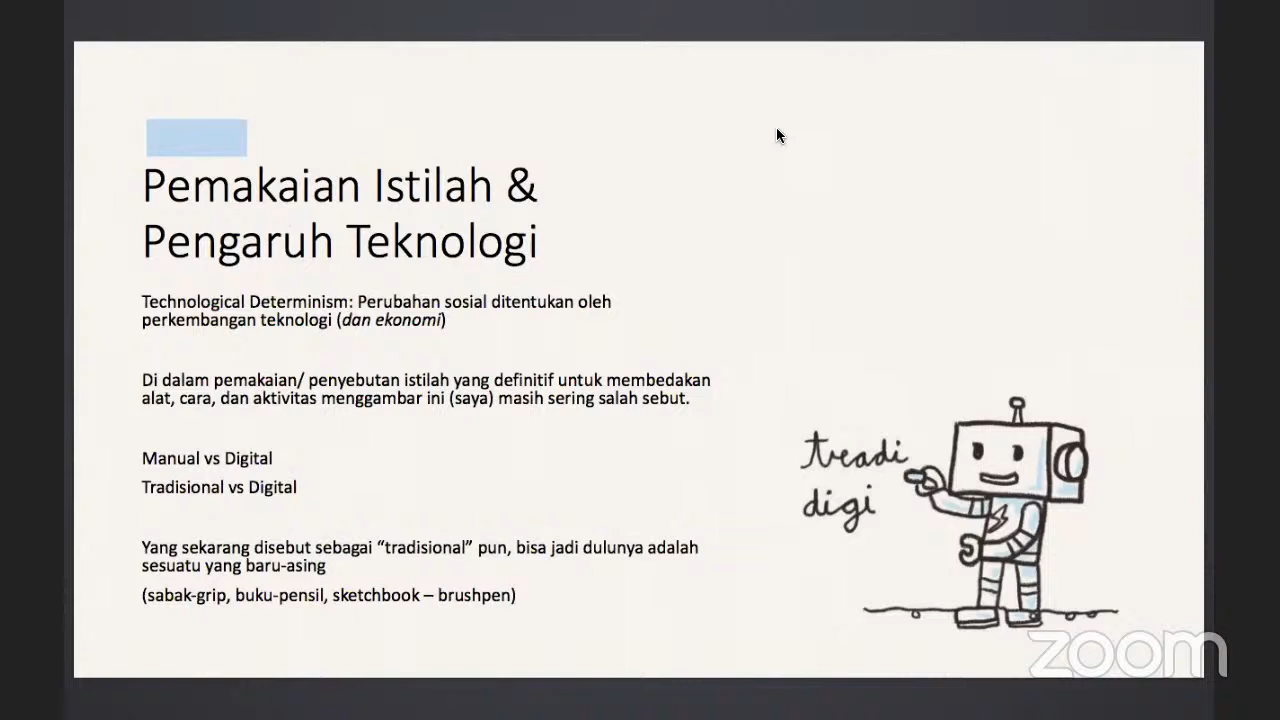 Pemakaian Istilah &
Pengaruh Teknologi
Technological Determinism: Perubahan sosial ditentukan oleh
perkembangan teknologi (dan ekonomi)
Di dalam pemakaian/ penyebutan istilah yang definitif untuk membedakan
alat, cara, dan aktivitas menggambar ini (saya) masih sering salah sebut.
Manual vs Digital
Tradisional vs Digital
Yang sekarang disebut sebagai “tradisional” pun, bisa jadi dulunya adalah
sesuatu yang baru-asing
(sabak-grip, buku-pensil, sketchbook – brushpen)
tradi
digi
zoom